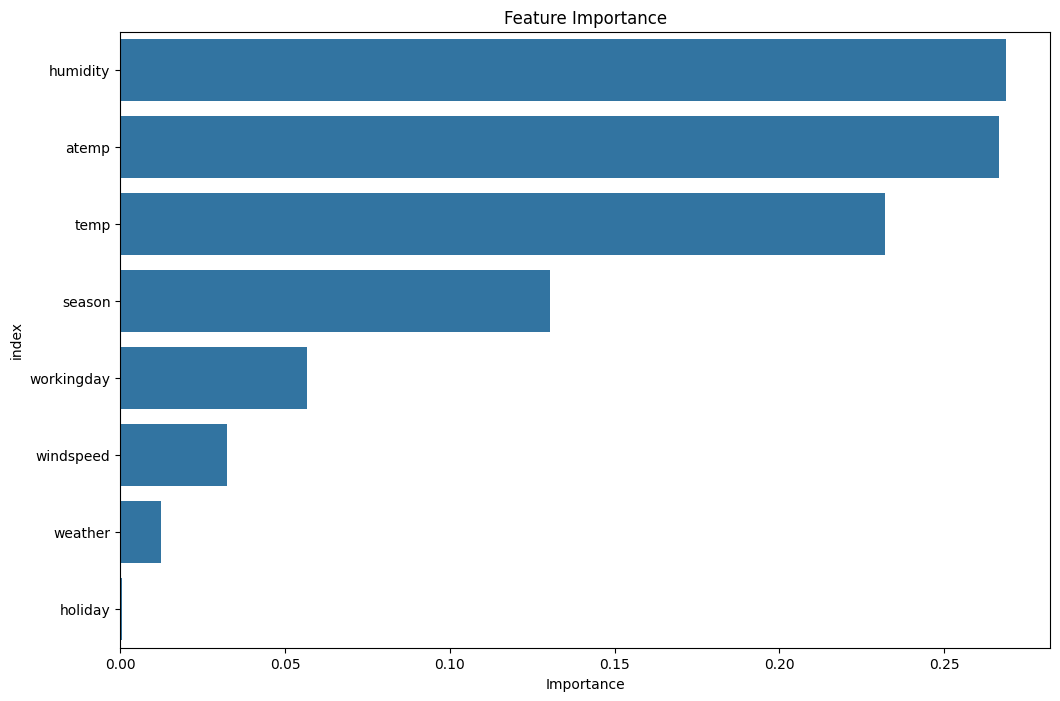 Feature Importance
humidity
atemp
temp
season
workingday
windspeed
weather
holiday
index
0.00 0.05 0.10 0.15 0.20 0.25
Importance